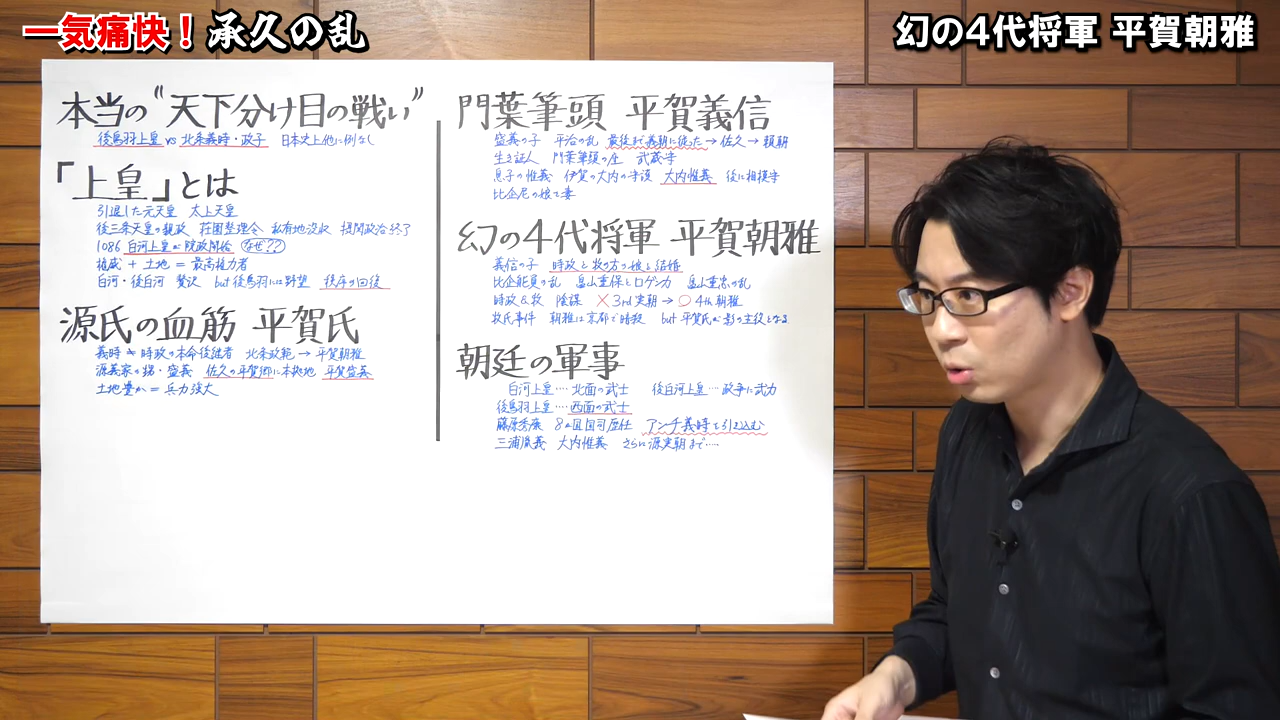 一気痛快！承久の乱
幻の4代将軍 平賀朝雅
本当の“天下分け目の戦い”
後鳥羽上皇 vs 北条義時・政子 日本史上他に例なし
「上皇」とは
引退した元天皇 太上天皇
後三条天皇の親政 荘園整理令 私有地没収 摂関政治終了
1086 白河上皇が院政開始 なぜ??
権威 + 土地 = 最高権力者
白河・後白河 贅沢 but 後鳥羽には野望 秩序の回復
源氏の血筋 平賀氏
義時 ≠ 時政の本命後継者 北条政範 → 平賀朝雅
源義家の甥・盛義 佐久の平賀郷に本拠地 平賀盛義
土地豊か = 兵力強大
門葉筆頭 平賀義信
盛義の子 平治の乱 最後まで義朝に従った → 佐久 → 頼朝
生き証人 門葉筆頭の座 武蔵守
息子の惟義 伊賀の大内の守護 大内惟義 後に相模守
比企尼の娘で妻
幻の4代将軍 平賀朝雅
義信の子 時政と牧の方の娘と結婚
比企能員の乱 畠山重保と口ゲンカ 畠山重忠の乱
時政&牧 陰謀 ×3rd 実朝 → ○4th 朝雅
牧氏事件 朝雅は京都で暗殺 but 平賀氏が影の主役となる
朝廷の軍事
白河上皇…北面の武士 後白河上皇…政争に武力
後鳥羽上皇…西面の武士
藤原秀康 8ヵ国国司歴任 アンチ義時を引き込む
三浦胤義 大内惟義 さらに源実朝まで…